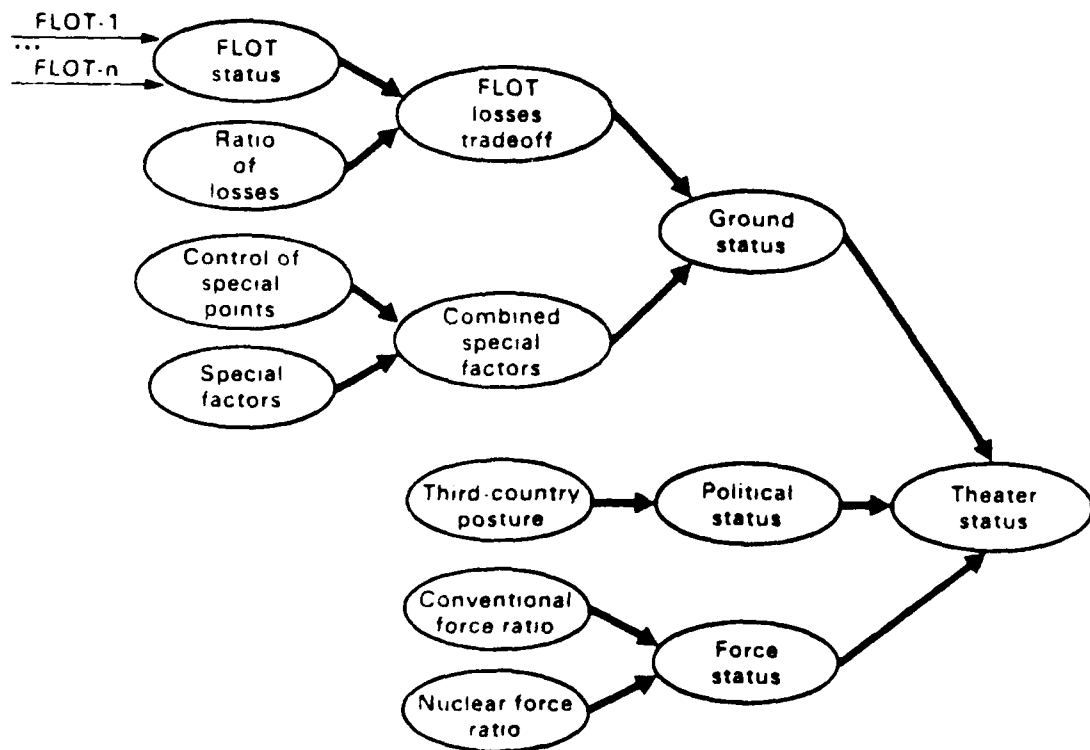 FLOT-1
...
FLOT-n
FLOT
status
Ratio
of
losses
FLOT
losses
tradeoff
Control of
special
points
Special
factors
Combined
special
factors
Ground
status
Third-country
posture
Political
status
Theater
status
Conventional
force ratio
Nuclear force
ratio
Force
status